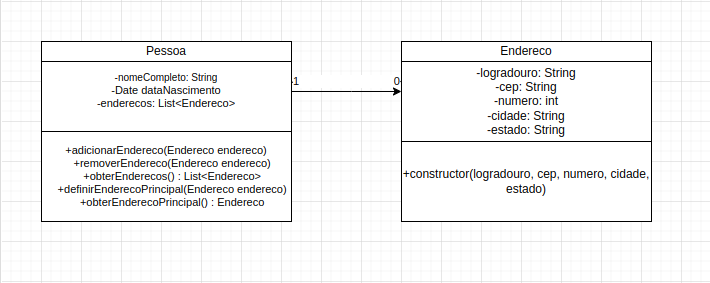 Pessoa
-nomeCompleto: String
-Date dataNascimento
-enderecos: List<Endereco>
+adicionarEndereco(Endereco endereco)
+removerEndereco(Endereco endereco)
+obterEnderecos() : List<Endereco>
+definirEnderecoPrincipal(Endereco endereco)
+obterEnderecoPrincipal() : Endereco
1
0
Endereco
-logradouro: String
-cep: String
-numero: int
-cidade: String
-estado: String
+constructor(logradouro, cep, numero, cidade,
estado)